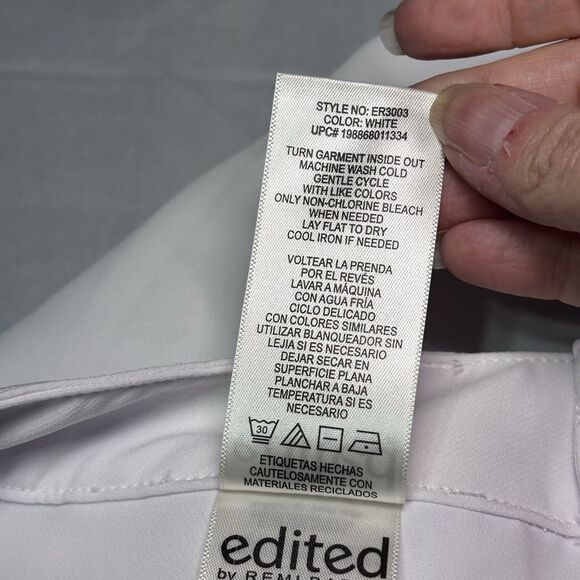 STYLE NO: ER3003
COLOR: WHITE
UPC# 198868011334
TURN GARMENT INSIDE OUT
MACHINE WASH COLD
GENTLE CYCLE
WITH LIKE COLORS
ONLY NON-CHLORINE BLEACH
WHEN NEEDED
LAY FLAT TO DRY
COOL IRON IF NEEDED
VOLTEAR LA PRENDA
POR EL REVÉS
LAVAR A MÁQUINA
CON AGUA FRÍA
CICLO DELICADO
CON COLORES SIMILARES
UTILIZAR BLANQUEADOR SIN
LEJIA SI ES NECESARIO
DEJAR SECAR EN
SUPERFICIE PLANA
PLANCHAR A BAJA
TEMPERATURA SI ES
NECESARIO
30
ETIQUETAS HECHAS
CAUTELOSAMENTE CON
MATERIALES RECICLADOS
edited
by